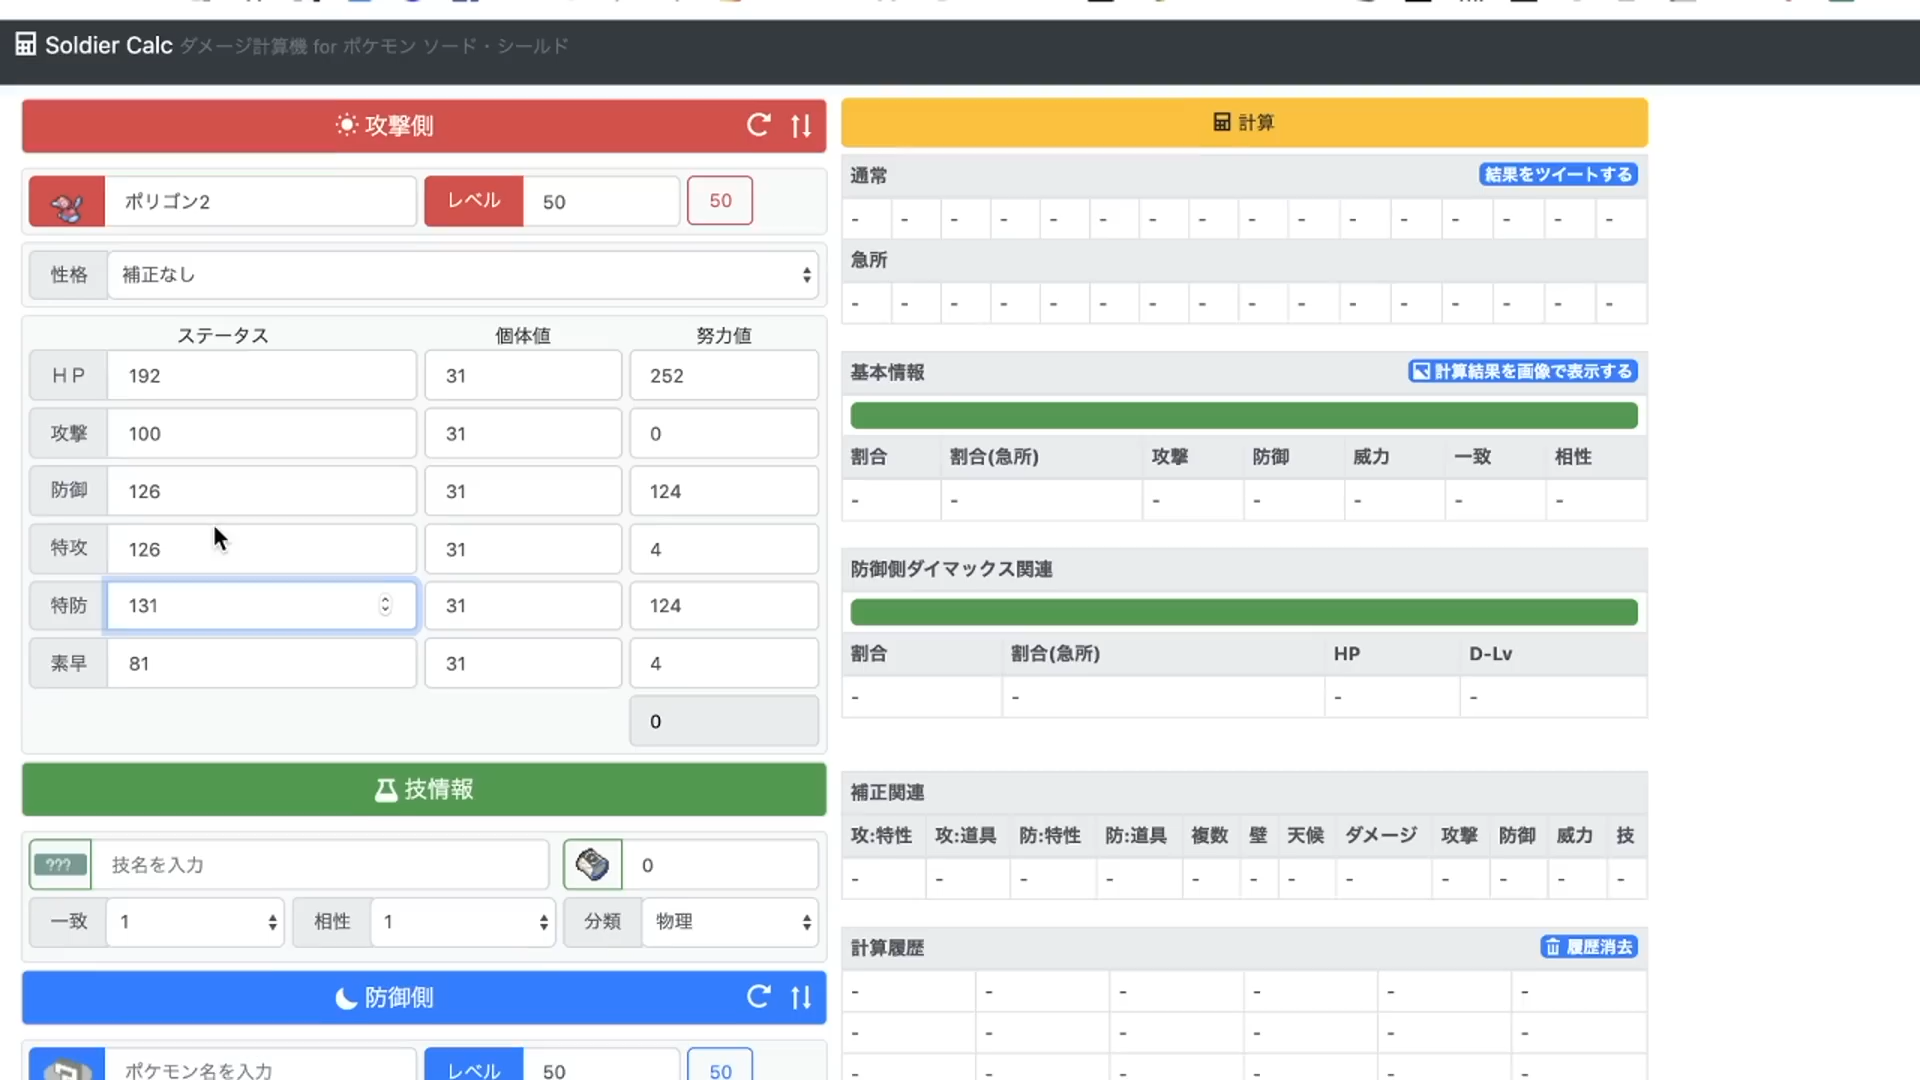 Soldier Calc ダメージ計算機 for ポケモン ソード・シールド
攻撃側
ポリゴン2 レベル 50 50
性格 補正なし
ステータス 個体値 努力値
HP 192 31 252
攻撃 100 31 0
防御 126 31 124
特攻 126 31 4
特防 131 31 124
素早 81 31 4
0
技情報
??? 技名を入力 0
一致 1 相性 1 分類 物理
防御側
ポケモン名を入力 レベル 50 50
計算
通常 結果をツイートする
- - - - - - - - - - - - - - - -
急所
- - - - - - - - - - - - - - - -
基本情報 計算結果を画像で表示する
割合 割合(急所) 攻撃 防御 威力 一致 相性
- - - - - - -
防御側ダイマックス関連
割合 割合(急所) HP D-Lv
- - - -
補正関連
攻:特性 攻:道具 防:特性 防:道具 複数 壁 天候 ダメージ 攻撃 防御 威力 技
- - - - - - - - - - - -
計算履歴 履歴消去
- - - - - -
- - - - - -
- - - - - -